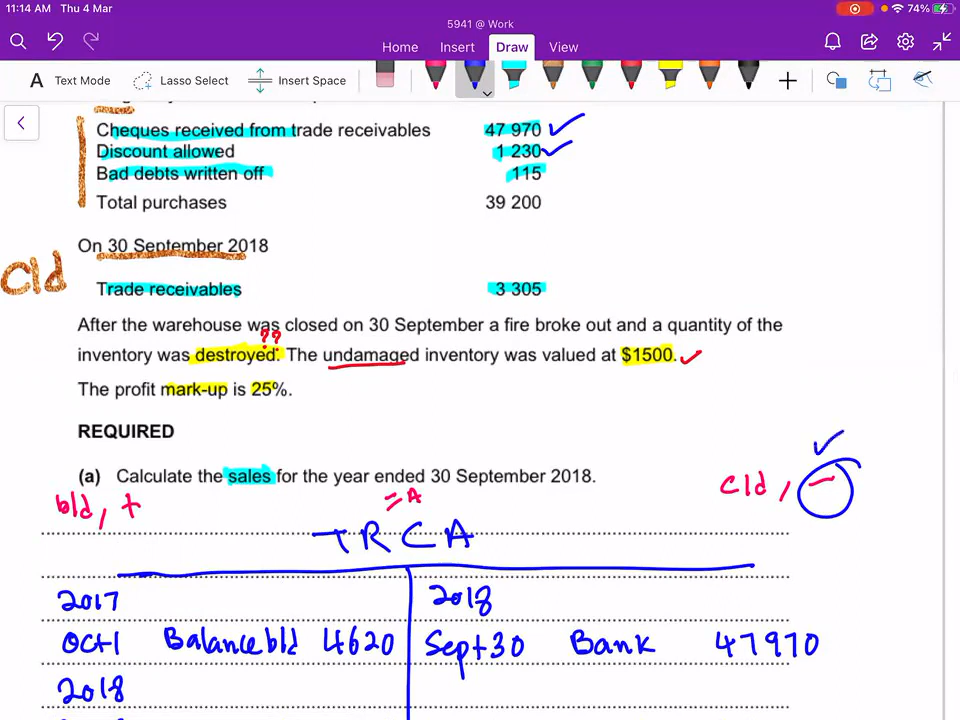 11:14 AM Thu 4 Mar
74%
5941 @ Work
Home Insert Draw View
A Text Mode Lasso Select Insert Space
Cheques received from trade receivables 47 970
Discount allowed 1 230
Bad debts written off 115
Total purchases 39 200
On 30 September 2018
c/d
Trade receivables 3 305
After the warehouse was closed on 30 September a fire broke out and a quantity of the
??
inventory was destroyed. The undamaged inventory was valued at $1500.
The profit mark-up is 25%.
REQUIRED
(a) Calculate the sales for the year ended 30 September 2018.
b/d, + = A c/d, -
TRCA
2017 2018
Oct 1 Balance b/d 4620 Sept 30 Bank 47970
2018